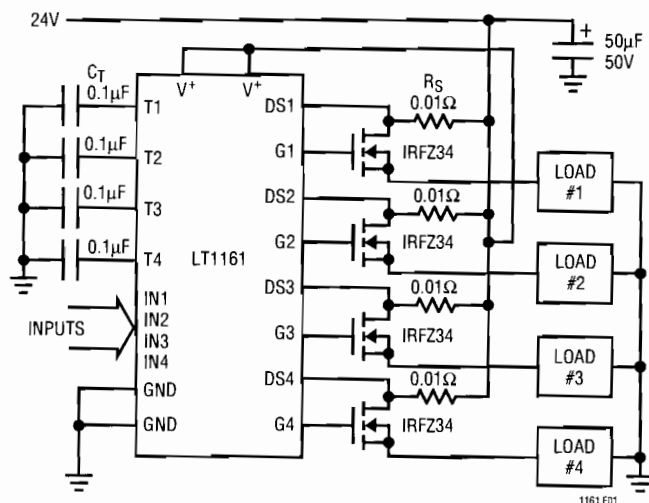 24V
+
50µF
50V
CT
0.1µF
T1
0.1µF
T2
0.1µF
T3
0.1µF
T4
V+
V+
LT1161
INPUTS
IN1
IN2
IN3
IN4
GND
GND
DS1
G1
DS2
G2
DS3
G3
DS4
G4
RS
0.01Ω
IRFZ34
0.01Ω
IRFZ34
0.01Ω
IRFZ34
0.01Ω
IRFZ34
LOAD
#1
LOAD
#2
LOAD
#3
LOAD
#4
1161 F01